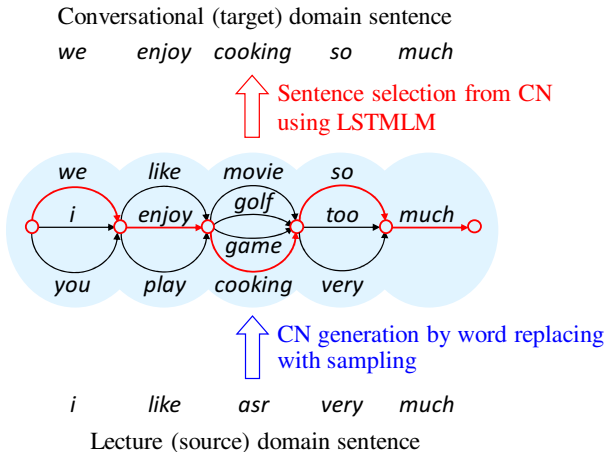 Conversational (target) domain sentence
we enjoy cooking so much
Sentence selection from CN
using LSTMLM
we like movie so
golf
i enjoy too much
game
you play cooking very
CN generation by word replacing
with sampling
i like asr very much
Lecture (source) domain sentence